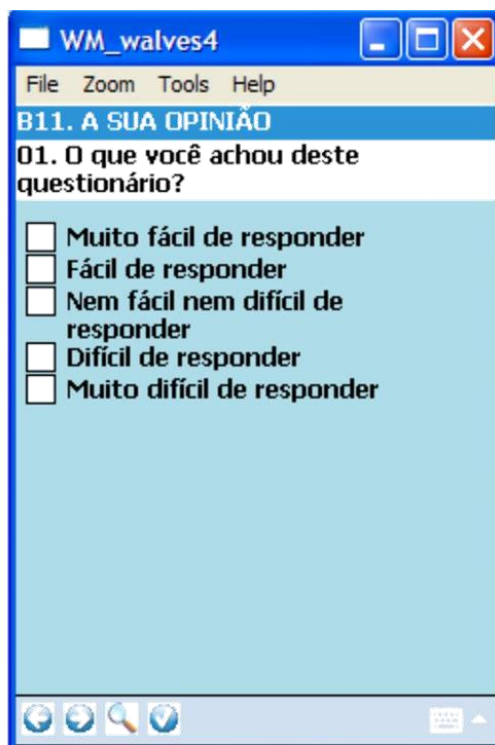 WM_walves4
File Zoom Tools Help
B11. A SUA OPINIÃO
01. O que você achou deste
questionário?
Muito fácil de responder
Fácil de responder
Nem fácil nem difícil de
responder
Difícil de responder
Muito difícil de responder